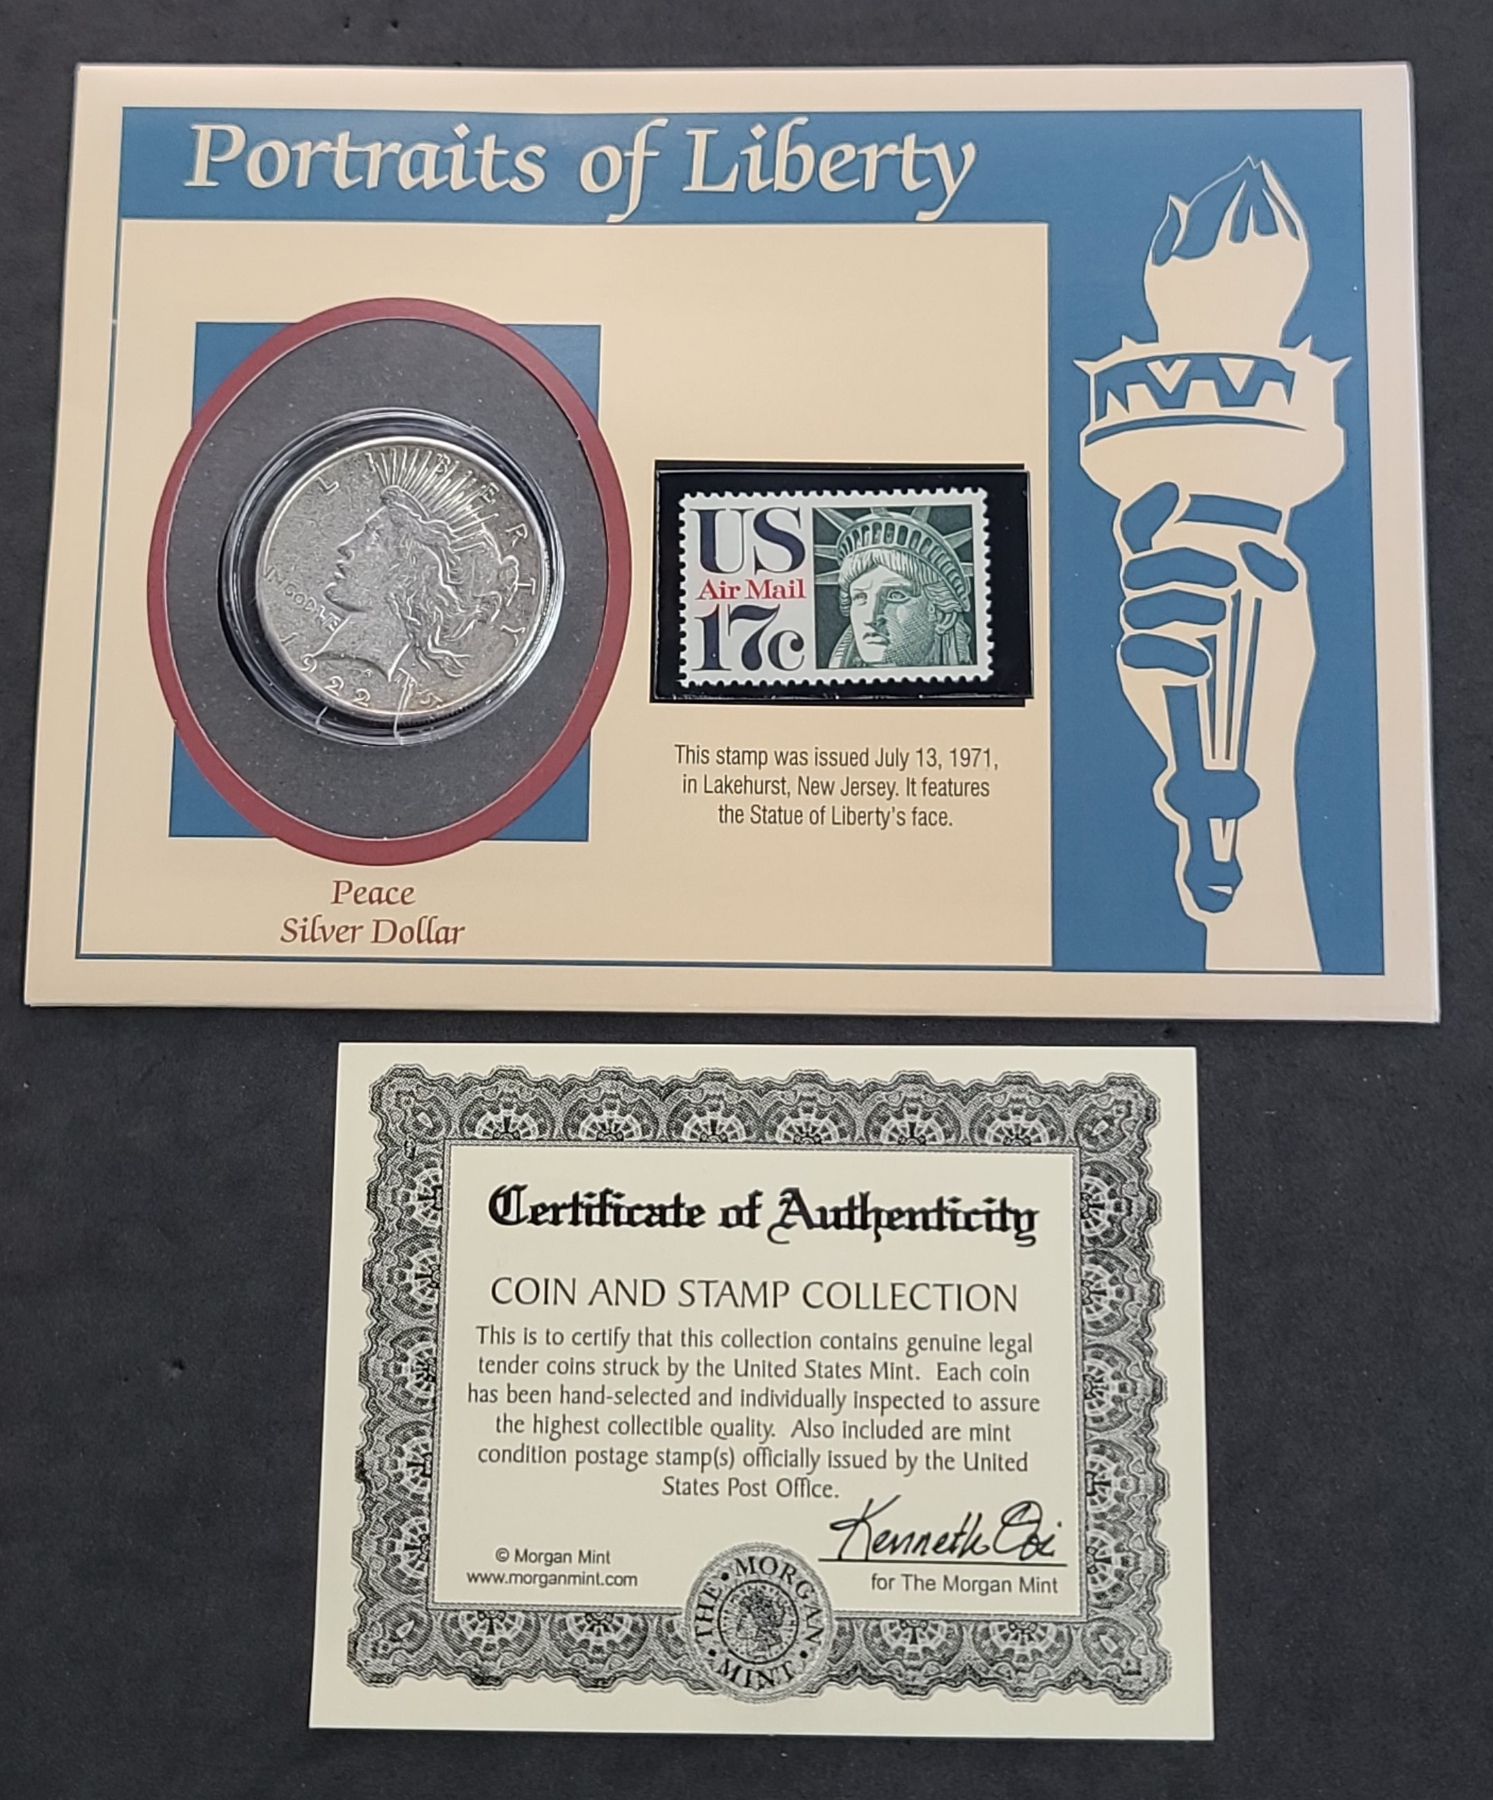 Portraits of Liberty
LIBERTY
IN GOD WE
1922
US
Air Mail
17c
This stamp was issued July 13, 1971,
in Lakehurst, New Jersey. It features
the Statue of Liberty's face.
Peace
Silver Dollar
Certificate of Authenticity
COIN AND STAMP COLLECTION
This is to certify that this collection contains genuine legal
tender coins struck by the United States Mint. Each coin
has been hand-selected and individually inspected to assure
the highest collectible quality. Also included are mint
condition postage stamp(s) officially issued by the United
States Post Office.
© Morgan Mint
www.morganmint.com
Kenneth
for The Morgan Mint
• THE • MORGAN • MINT